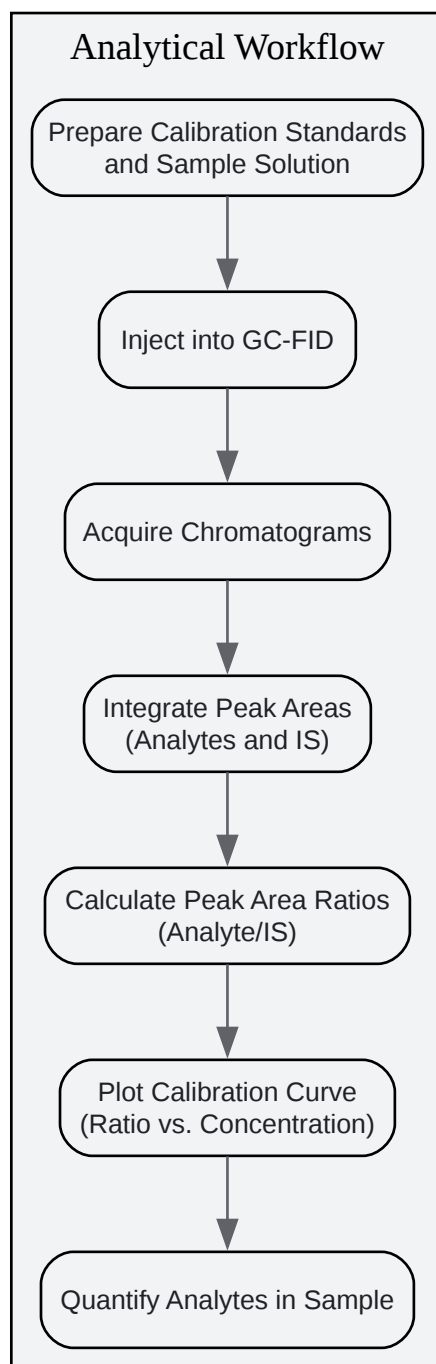 Analytical Workflow
Prepare Calibration Standards
and Sample Solution
Inject into GC-FID
Acquire Chromatograms
Integrate Peak Areas
(Analytes and IS)
Calculate Peak Area Ratios
(Analyte/IS)
Plot Calibration Curve
(Ratio vs. Concentration)
Quantify Analytes in Sample